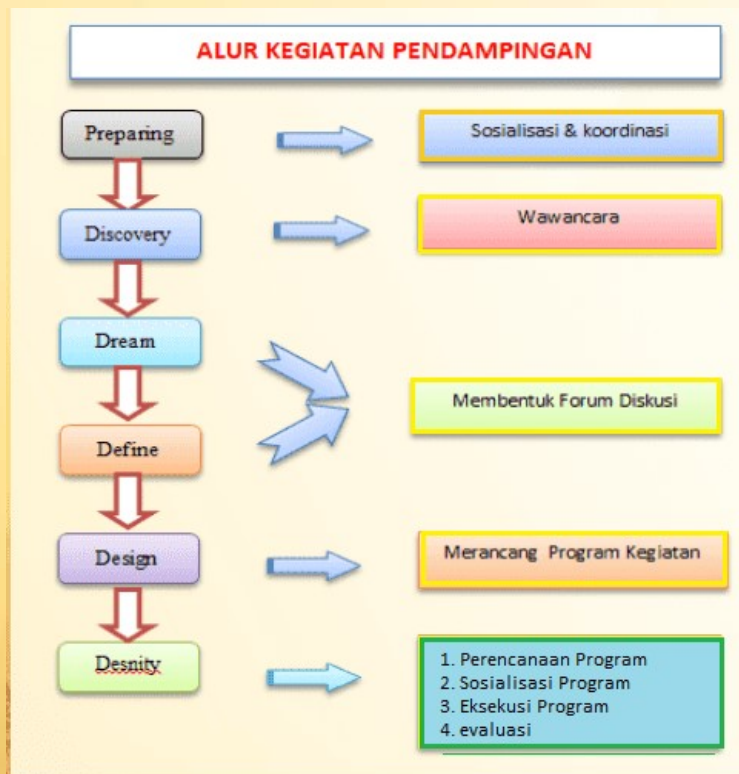 ALUR KEGIATAN PENDAMPINGAN
Preparing
Sosialisasi & koordinasi
Discovery
Wawancara
Dream
Membentuk Forum Diskusi
Define
Design
Merancang Program Kegiatan
Desnity
1. Perencanaan Program
2. Sosialisasi Program
3. Eksekusi Program
4. evaluasi